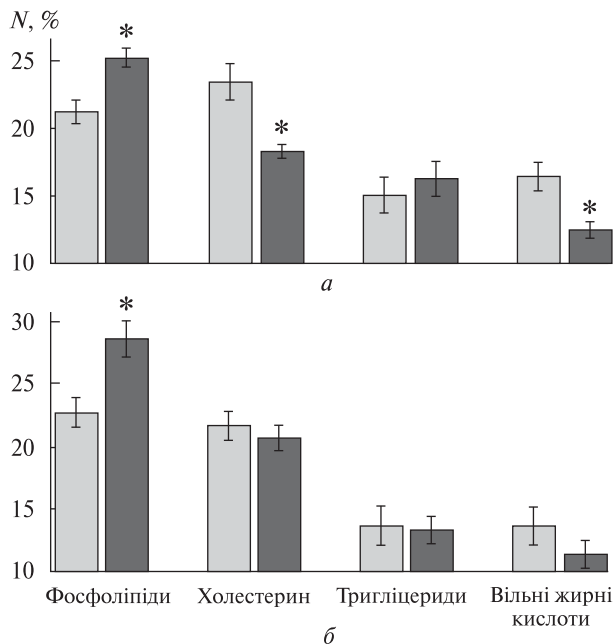 N, %
*
25
*
20
15
*
10
а
*
30
25
20
15
10
Фосфоліпіди Холестерин Тригліцериди Вільні жирні
кислоти
б